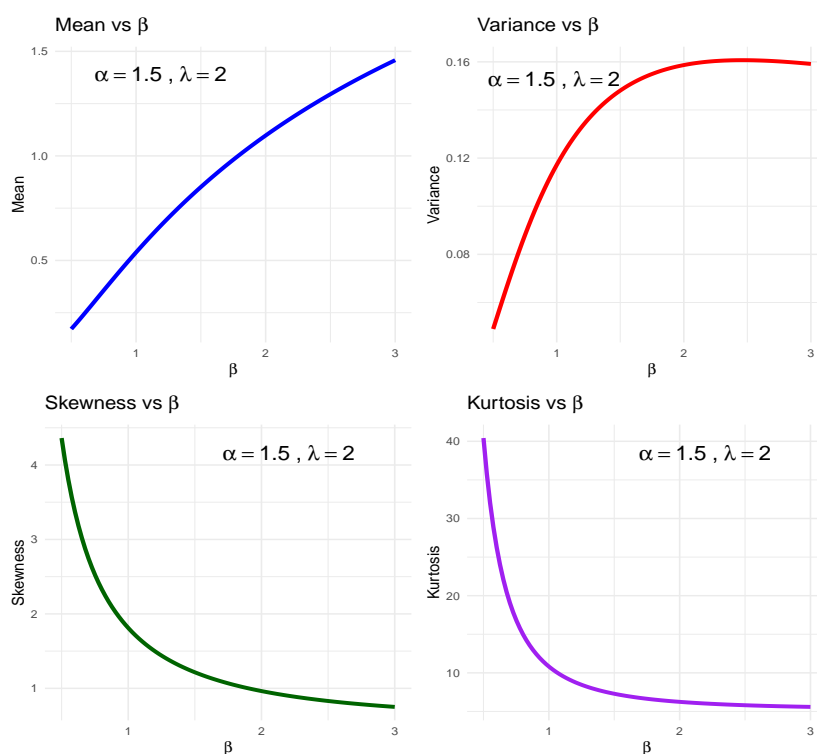 Mean vs β
α = 1.5 , λ = 2
1.5
1.0
0.5
Mean
1
2
3
β
Variance vs β
α = 1.5 , λ = 2
0.16
0.12
0.08
Variance
1
2
3
β
Skewness vs β
α = 1.5 , λ = 2
4
3
2
1
Skewness
1
2
3
β
Kurtosis vs β
α = 1.5 , λ = 2
40
30
20
10
Kurtosis
1
2
3
β